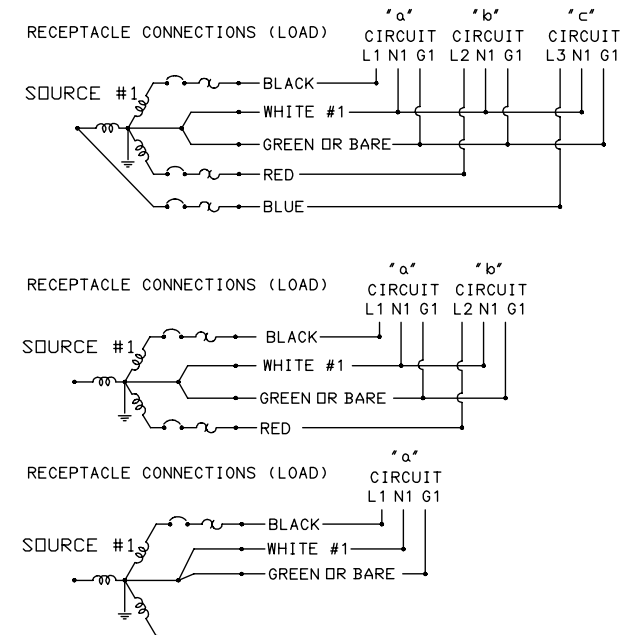 "a" "b" "c"
RECEPTACLE CONNECTIONS (LOAD) CIRCUIT CIRCUIT CIRCUIT
L1 N1 G1 L2 N1 G1 L3 N1 G1
SOURCE #1
BLACK
WHITE #1
GREEN OR BARE
RED
BLUE
"a" "b"
RECEPTACLE CONNECTIONS (LOAD) CIRCUIT CIRCUIT
L1 N1 G1 L2 N1 G1
SOURCE #1
BLACK
WHITE #1
GREEN OR BARE
RED
"a"
RECEPTACLE CONNECTIONS (LOAD) CIRCUIT
L1 N1 G1
SOURCE #1
BLACK
WHITE #1
GREEN OR BARE